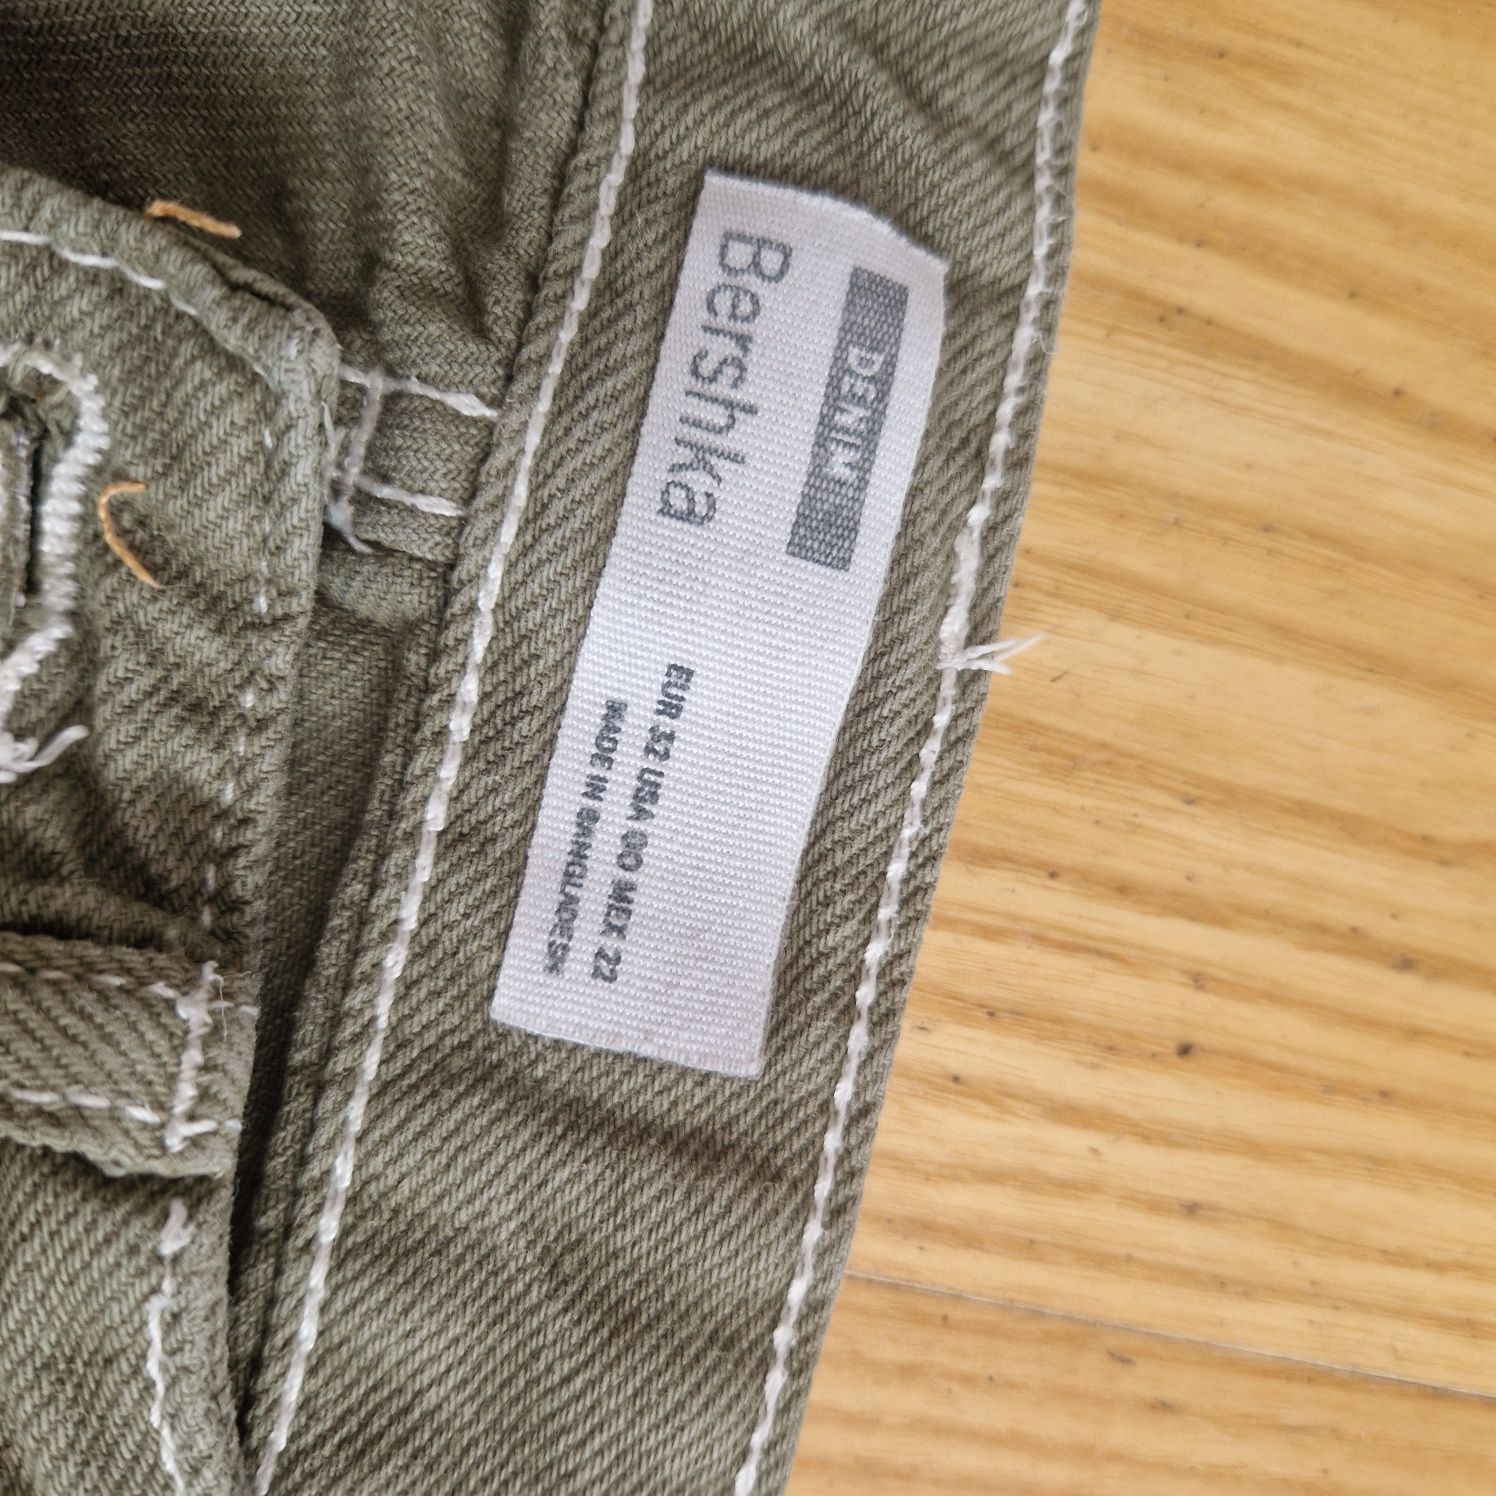 Bershka
DENIM
EUR 32 USA 00 MEX 22
MADE IN BANGLADESH